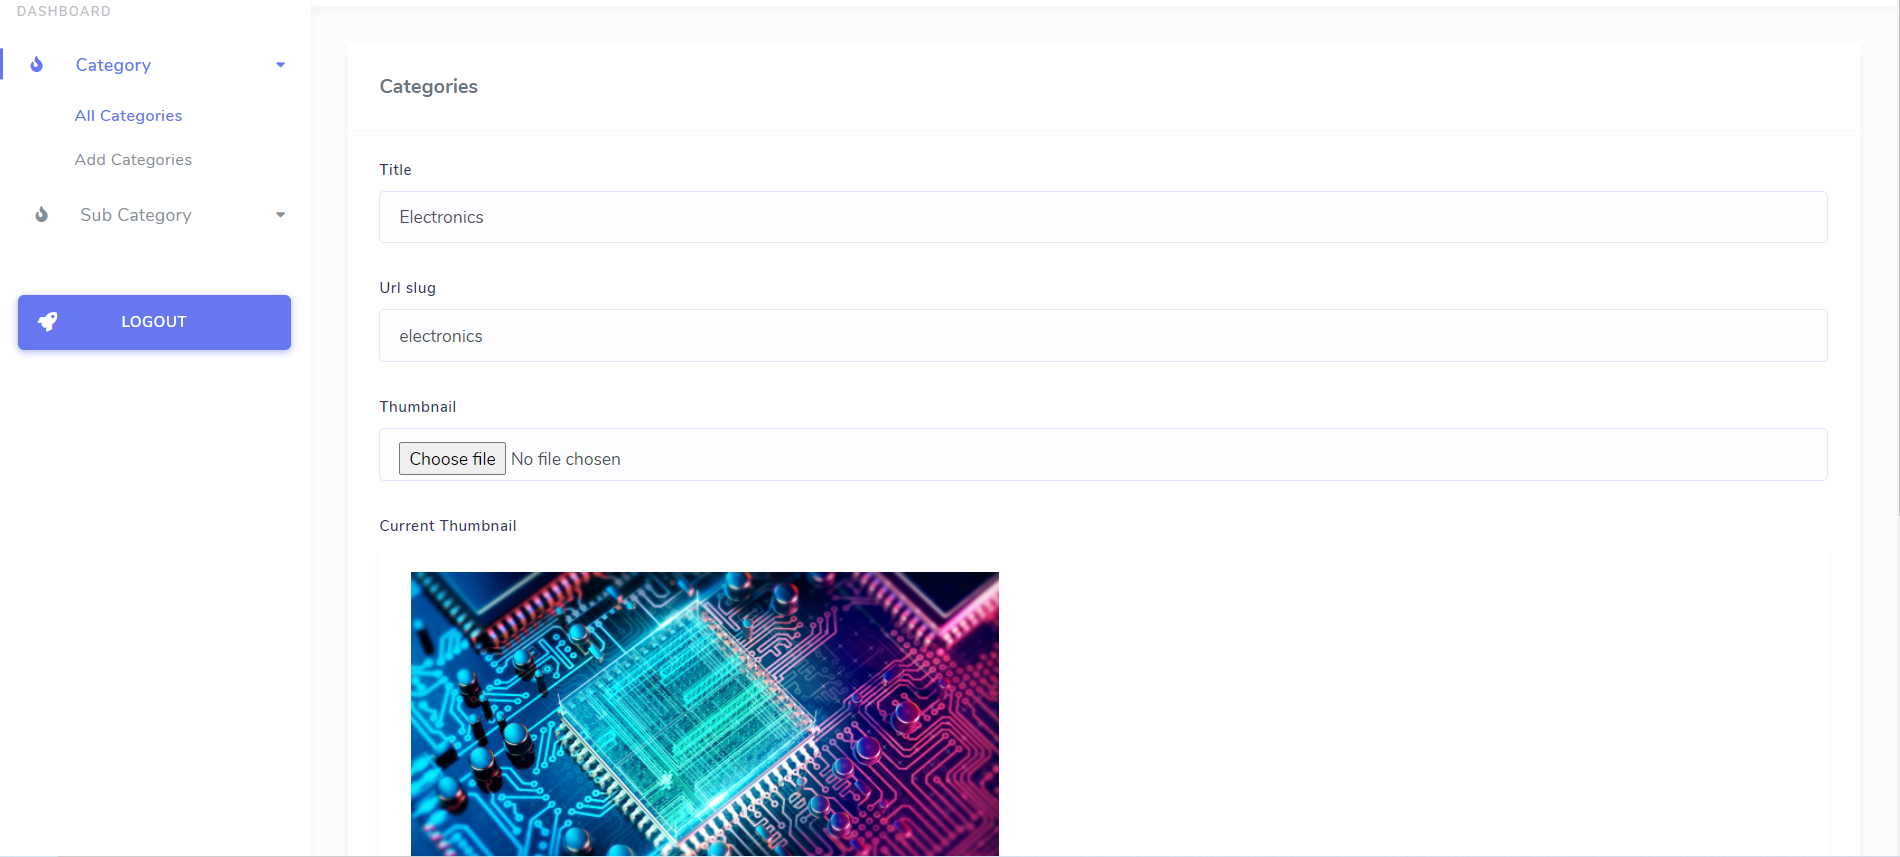 DASHBOARD
Category
All Categories
Add Categories
Sub Category
LOGOUT
Categories
Title
Electronics
Url slug
electronics
Thumbnail
Choose file No file chosen
Current Thumbnail